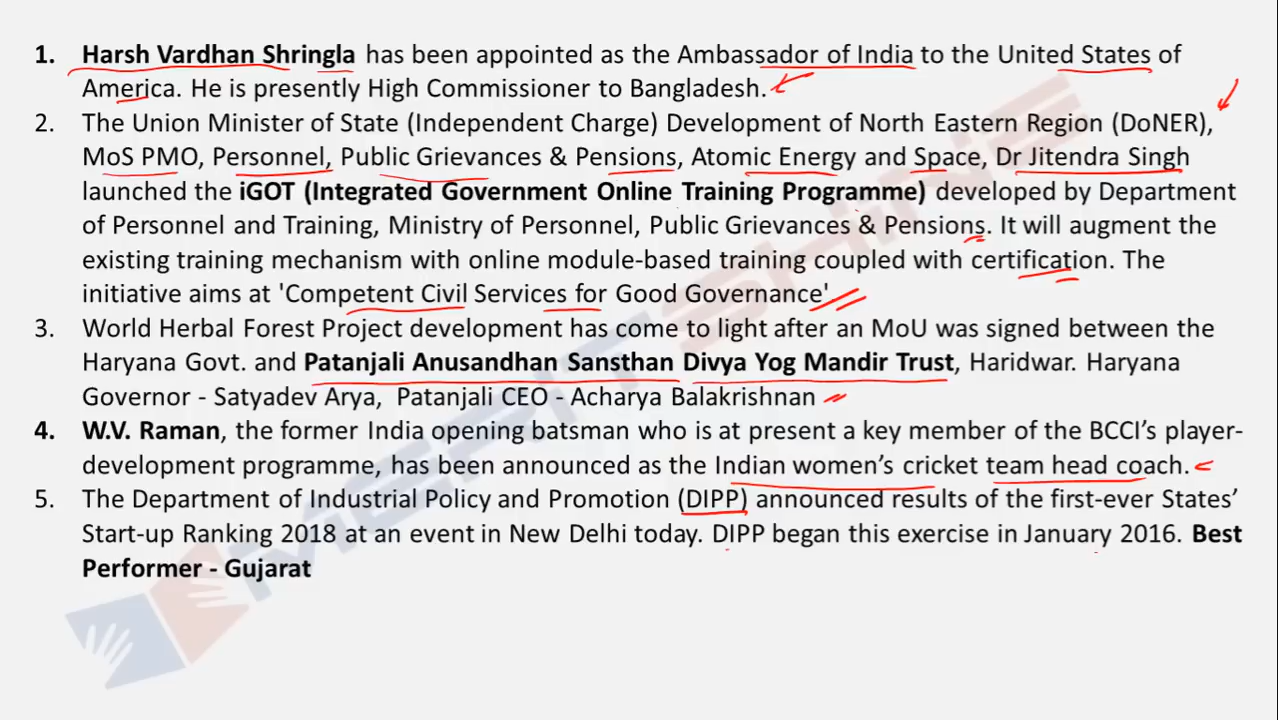 1. Harsh Vardhan Shringla has been appointed as the Ambassador of India to the United States of
America. He is presently High Commissioner to Bangladesh.
2. The Union Minister of State (Independent Charge) Development of North Eastern Region (DoNER),
MoS PMO, Personnel, Public Grievances & Pensions, Atomic Energy and Space, Dr Jitendra Singh
launched the iGOT (Integrated Government Online Training Programme) developed by Department
of Personnel and Training, Ministry of Personnel, Public Grievances & Pensions. It will augment the
existing training mechanism with online module-based training coupled with certification. The
initiative aims at 'Competent Civil Services for Good Governance'
3. World Herbal Forest Project development has come to light after an MoU was signed between the
Haryana Govt. and Patanjali Anusandhan Sansthan Divya Yog Mandir Trust, Haridwar. Haryana
Governor - Satyadev Arya, Patanjali CEO - Acharya Balakrishnan
4. W.V. Raman, the former India opening batsman who is at present a key member of the BCCI's player-
development programme, has been announced as the Indian women's cricket team head coach.
5. The Department of Industrial Policy and Promotion (DIPP) announced results of the first-ever States'
Start-up Ranking 2018 at an event in New Delhi today. DIPP began this exercise in January 2016. Best
Performer - Gujarat
MERITSHINE